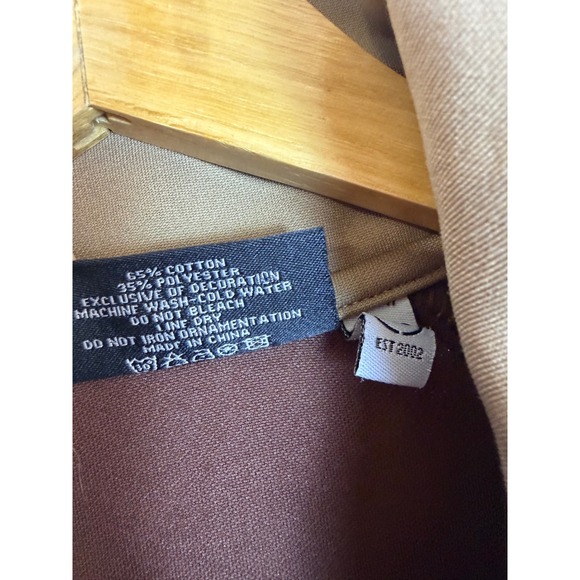 65% COTTON
35% POLYESTER
EXCLUSIVE OF DECORATION
MACHINE WASH-COLD WATER
DO NOT BLEACH
LINE DRY
DO NOT IRON ORNAMENTATION
MADE IN CHINA
EST 2002